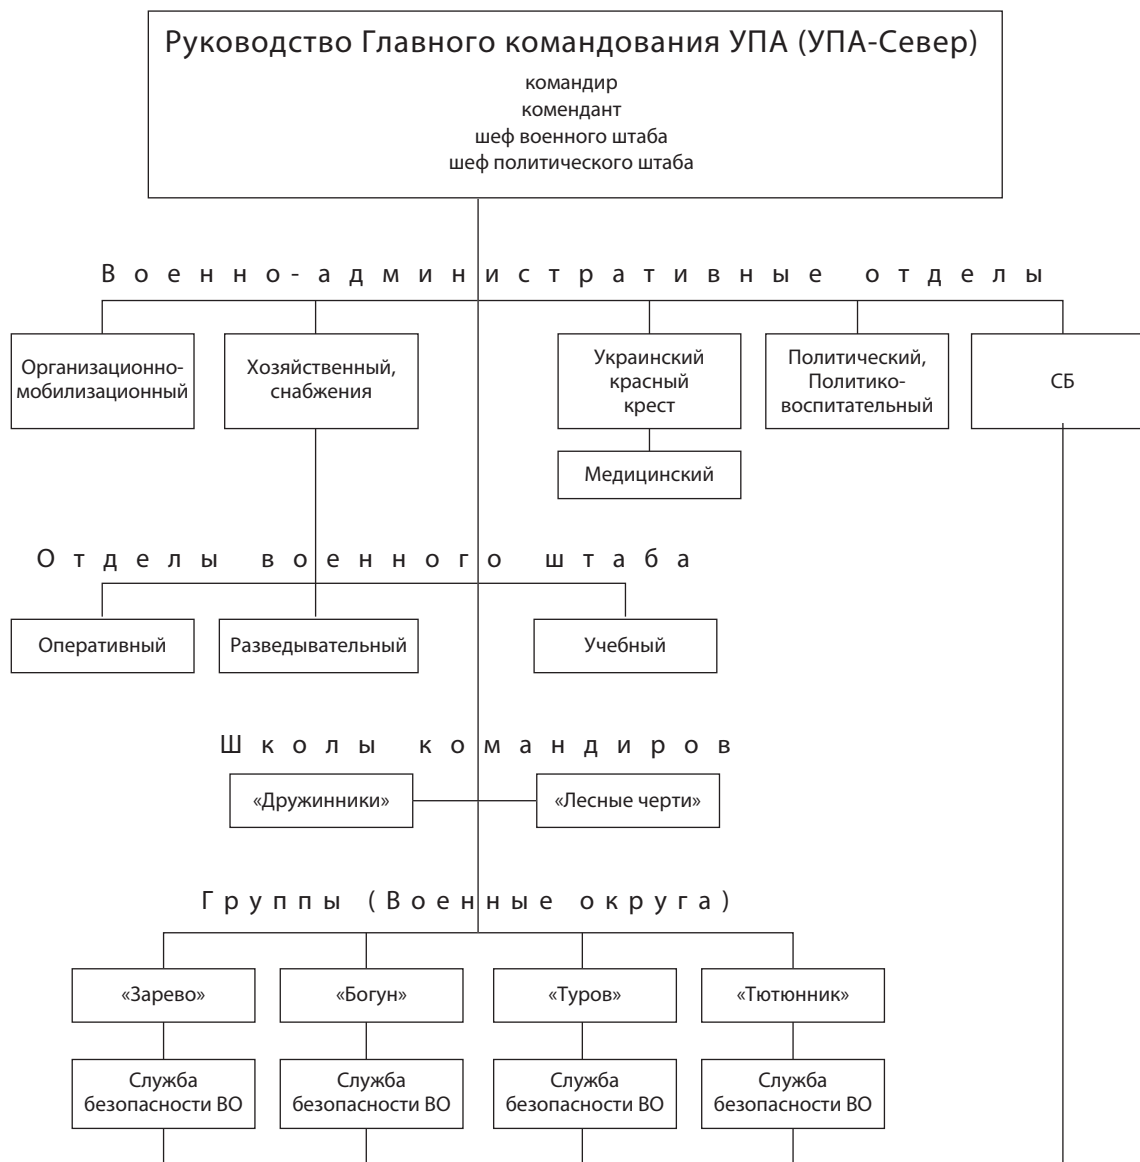 Руководство Главного командования УПА (УПА-Север)
командир
комендант
шеф военного штаба
шеф политического штаба
Военно-административные отделы
Организационно-
мобилизационный
Хозяйственный,
снабжения
Украинский
красный
крест
Политический,
Политико-
воспитательный
СБ
Медицинский
Отделы военного штаба
Оперативный
Разведывательный
Учебный
Школы командиров
«Дружинники»
«Лесные черти»
Группы (Военные округа)
«Зарево»
«Богун»
«Туров»
«Тютюнник»
Служба
безопасности ВО
Служба
безопасности ВО
Служба
безопасности ВО
Служба
безопасности ВО